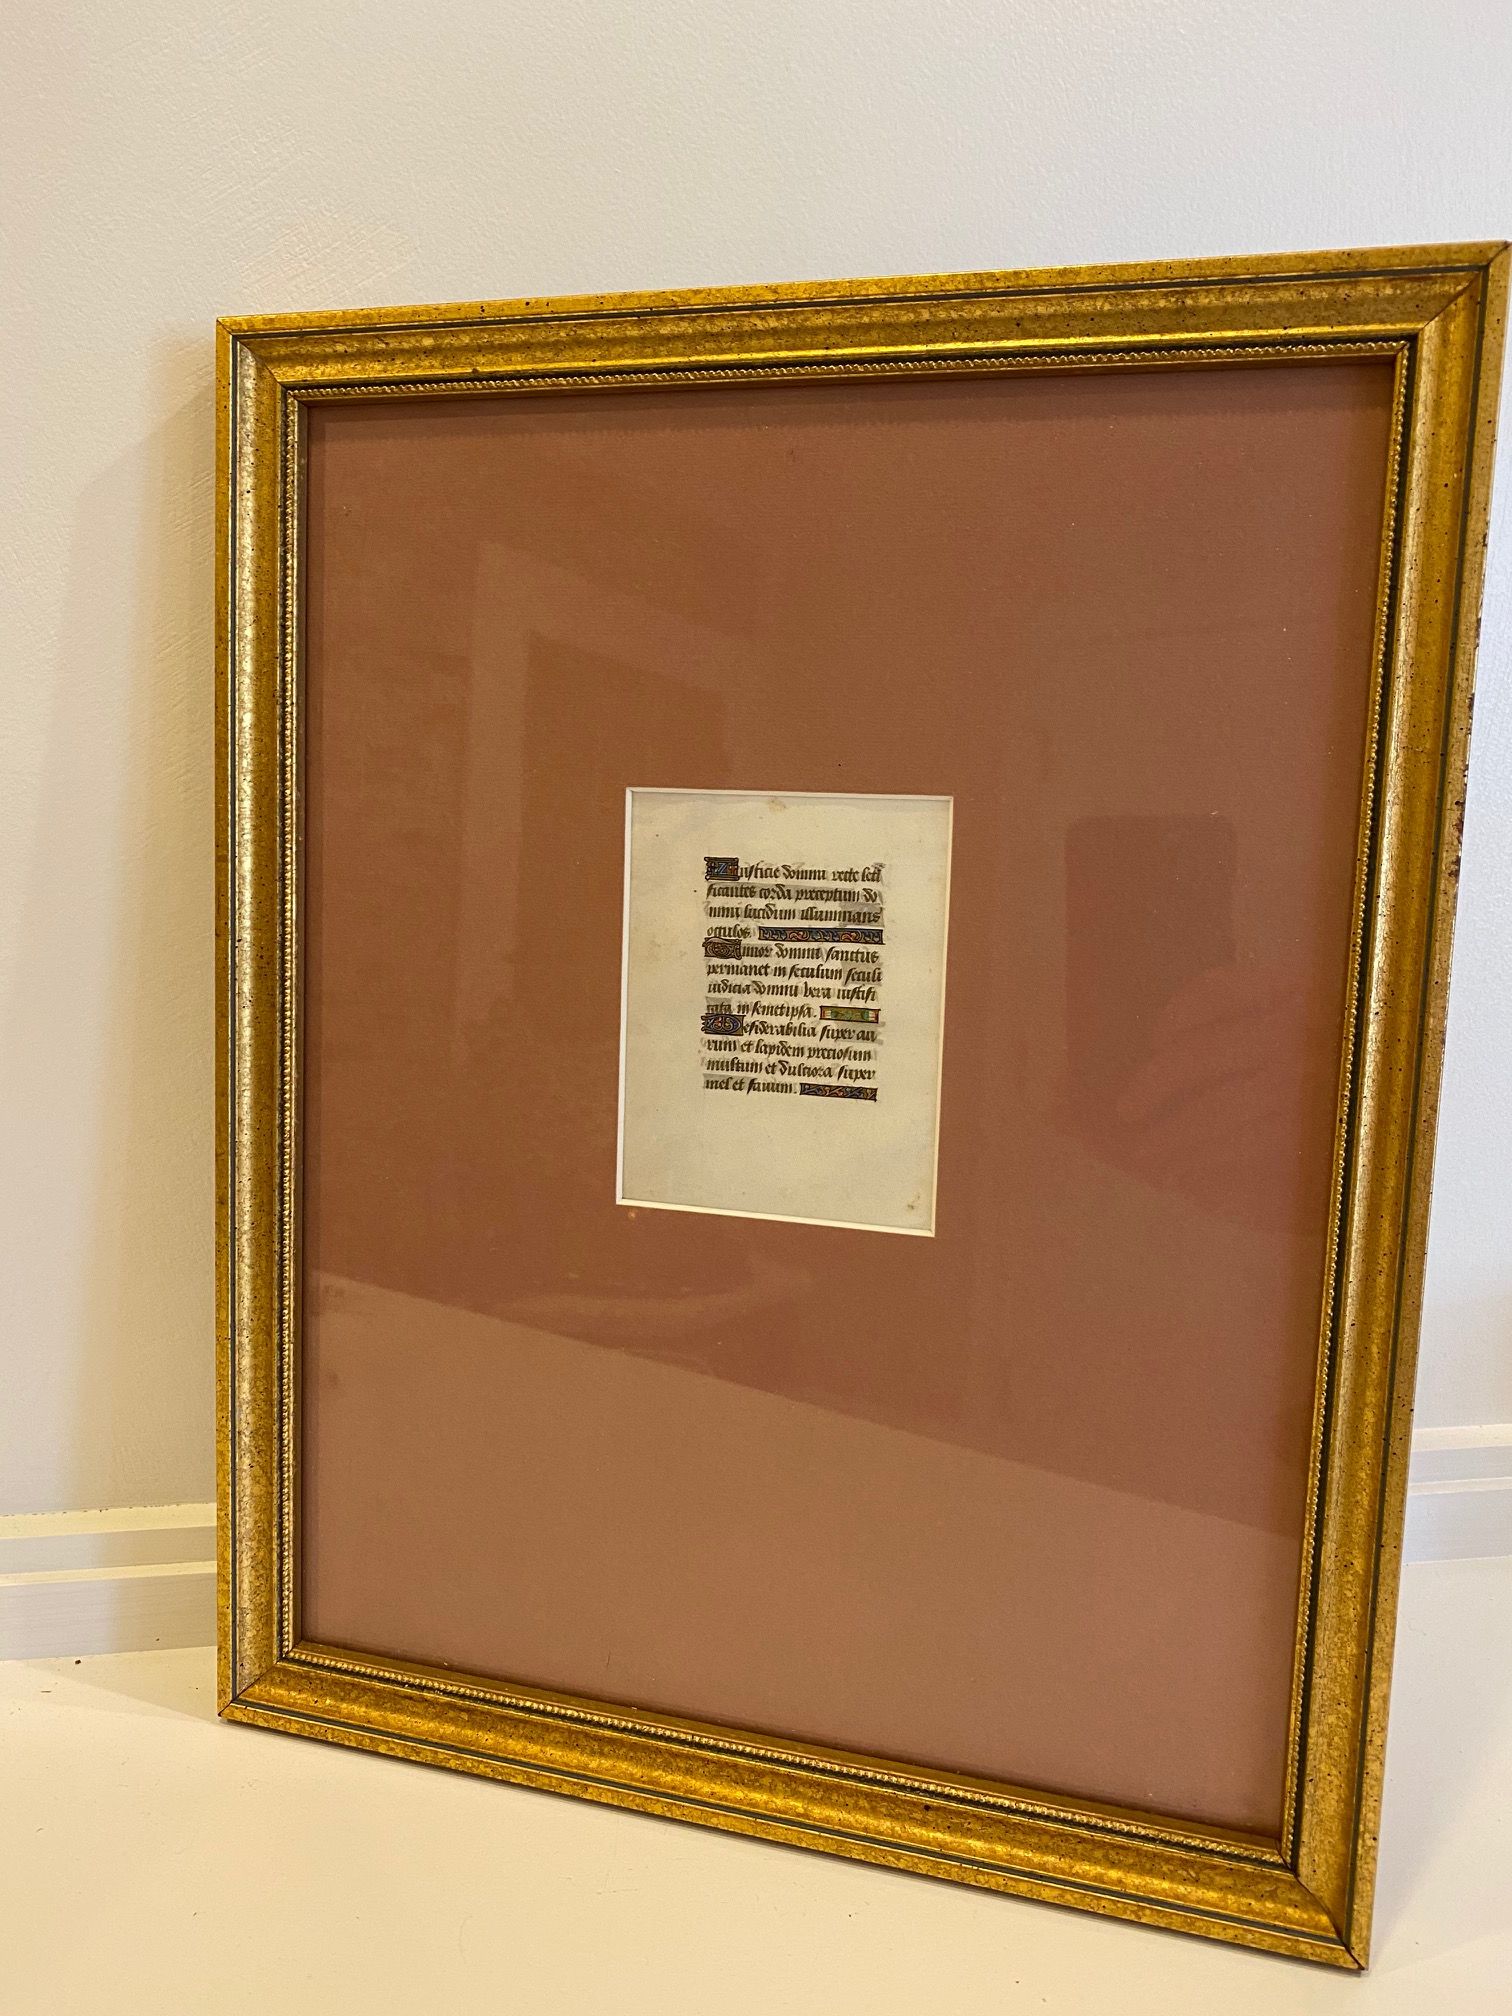 Iusticie domini recte leti
ficantes corda preceptum do
mini lucidum illuminans
oculos.
Timor domini sanctus
permanet in seculum seculi
iudicia domini vera iustifi
cata in semetipsa.
Desiderabilia super au
rum et lapidem preciosum
multum et dulciora super
mel et fauum.